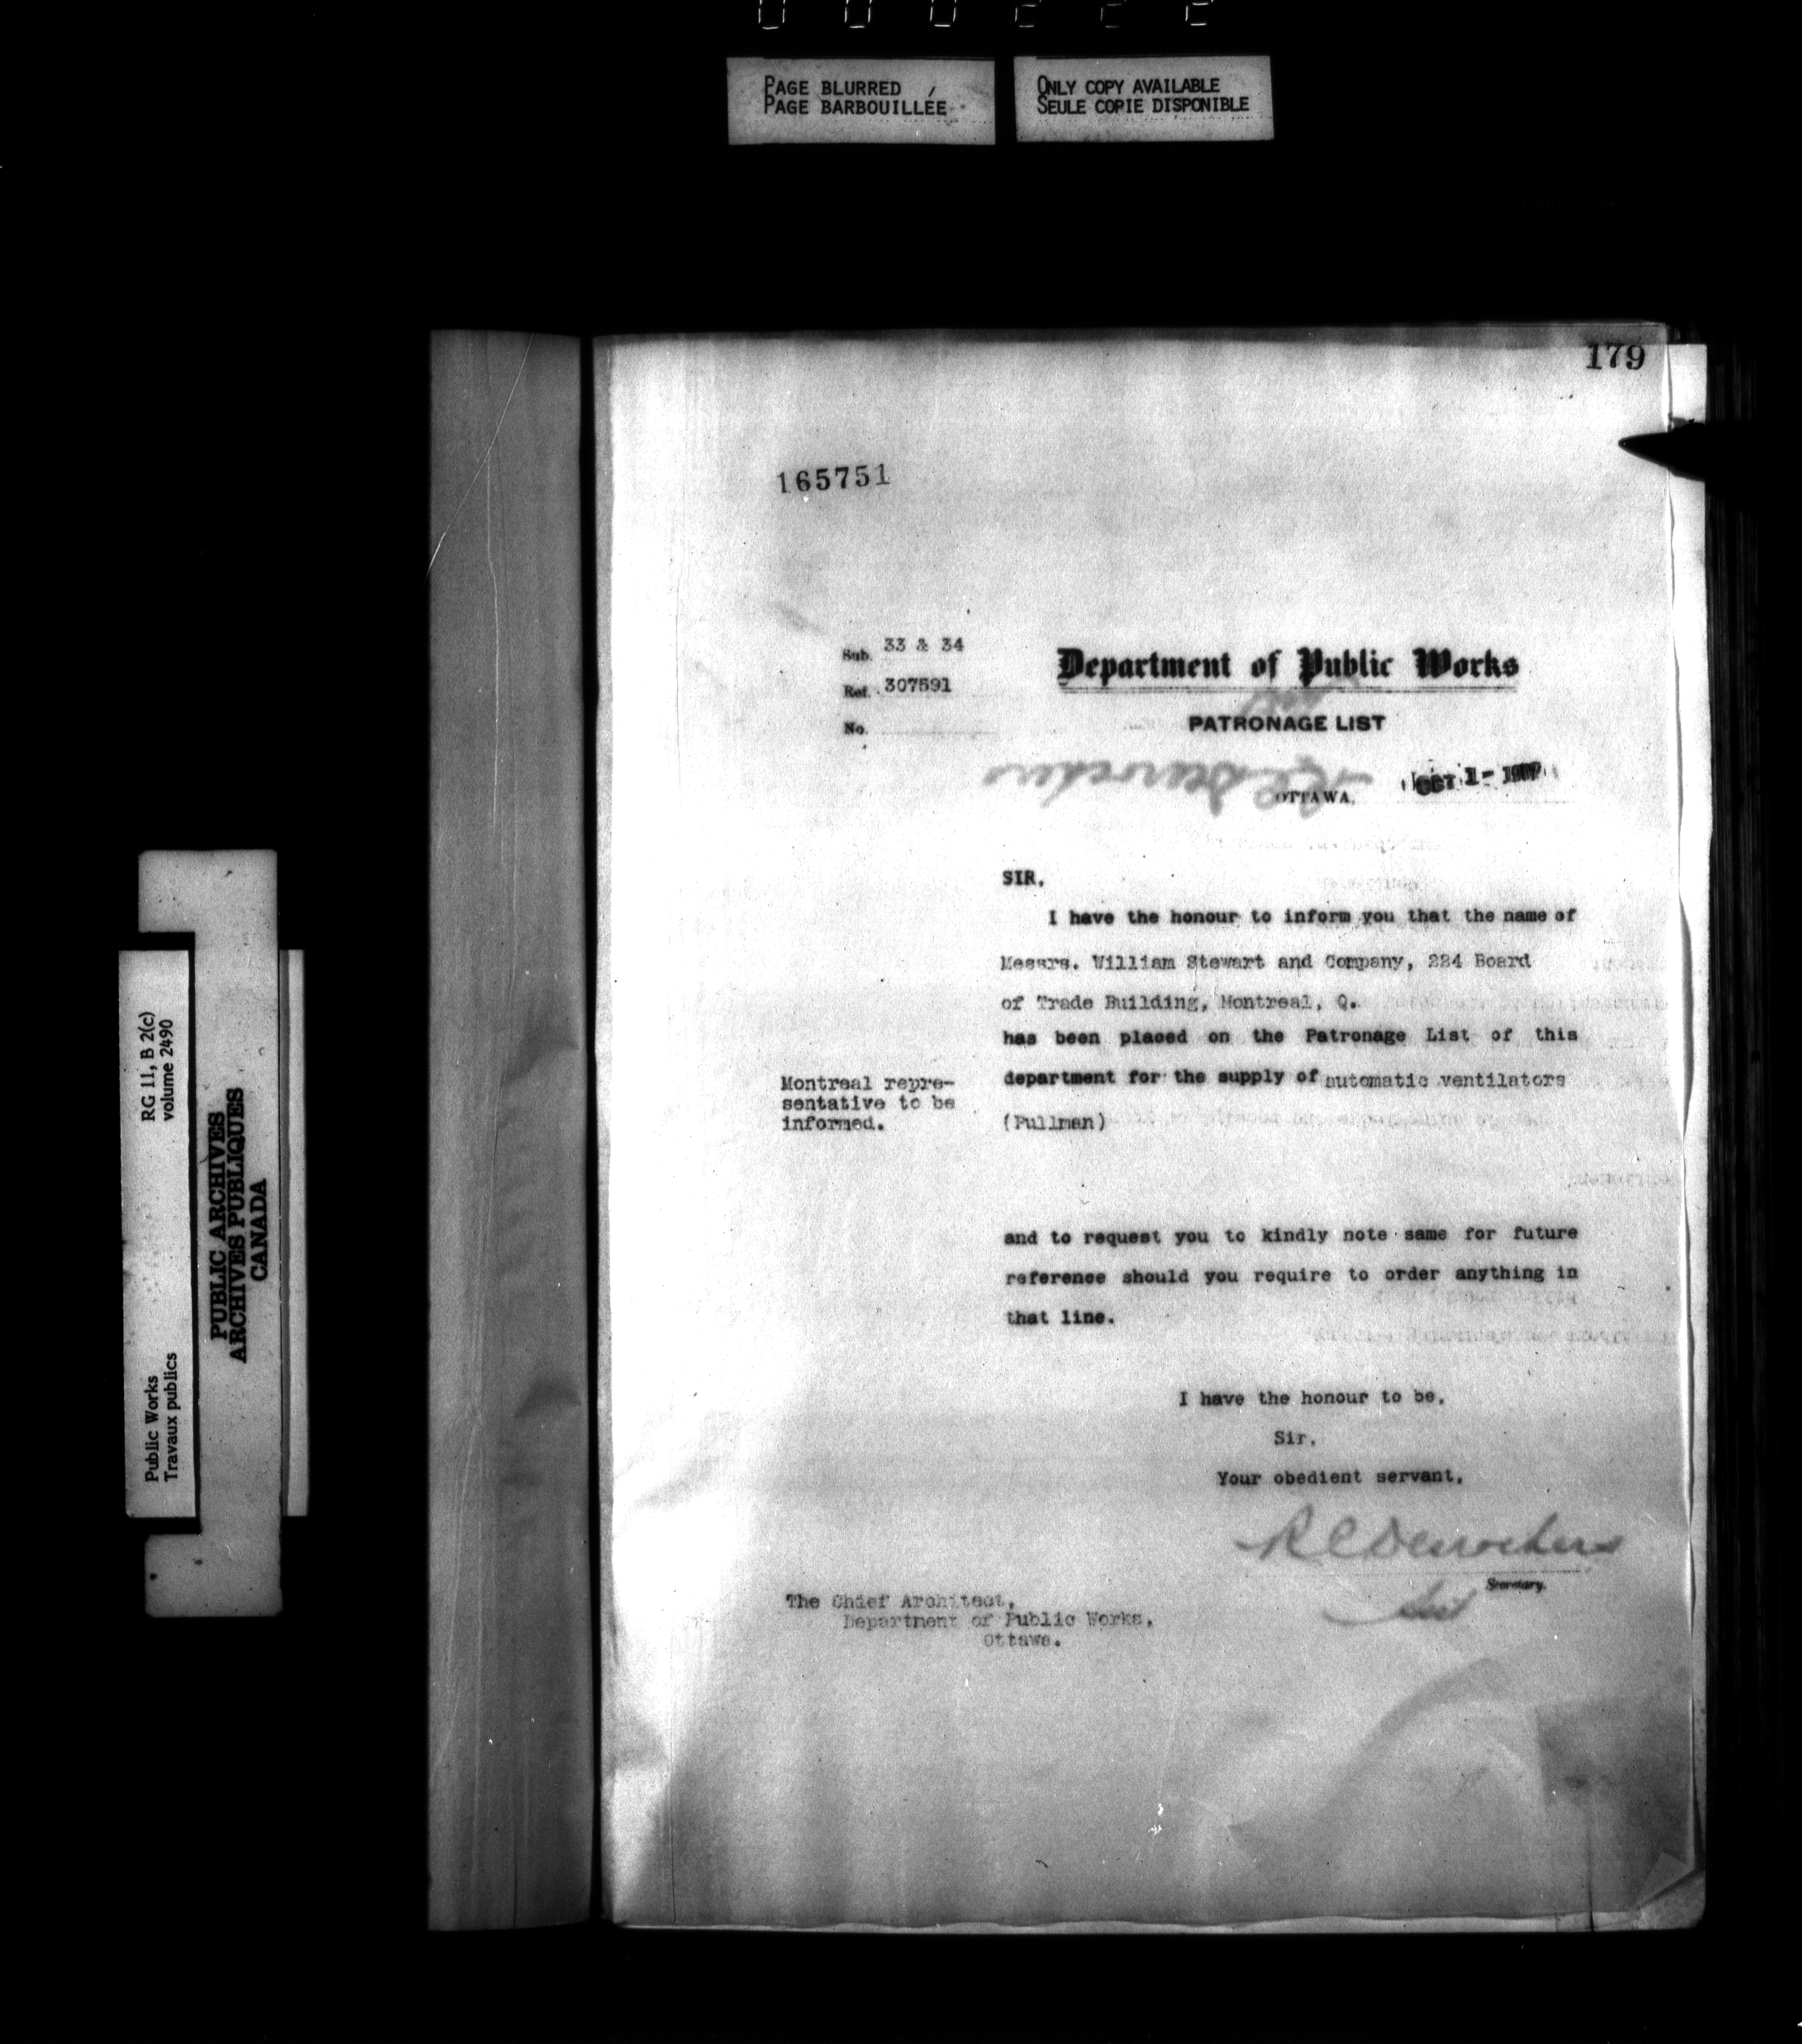 PAGE BLURRED
PAGE BARBOUILLÉE
ONLY COPY AVAILABLE
SEULE COPIE DISPONIBLE
179
165751
Sub. 33 & 34
Ref. 307591
No.
Department of Public Works
PATRONAGE LIST
OTTAWA, OCT 1-
SIR,
I have the honour to inform you that the name of
Messrs. William Stewart and Company, 224 Board
of Trade Building, Montreal, Q.
has been placed on the Patronage List of this
department for the supply of automatic ventilators
(Pullman)
Montreal repre-
sentative to be
informed.
and to request you to kindly note same for future
reference should you require to order anything in
that line.
I have the honour to be,
Sir,
Your obedient servant,
R C Desrochers
Secretary.
The Chief Architect,
Department of Public Works,
Ottawa.
RG 11, B 2(c)
volume 2490
Public Works
Travaux publics
PUBLIC ARCHIVES
ARCHIVES PUBLIQUES
CANADA